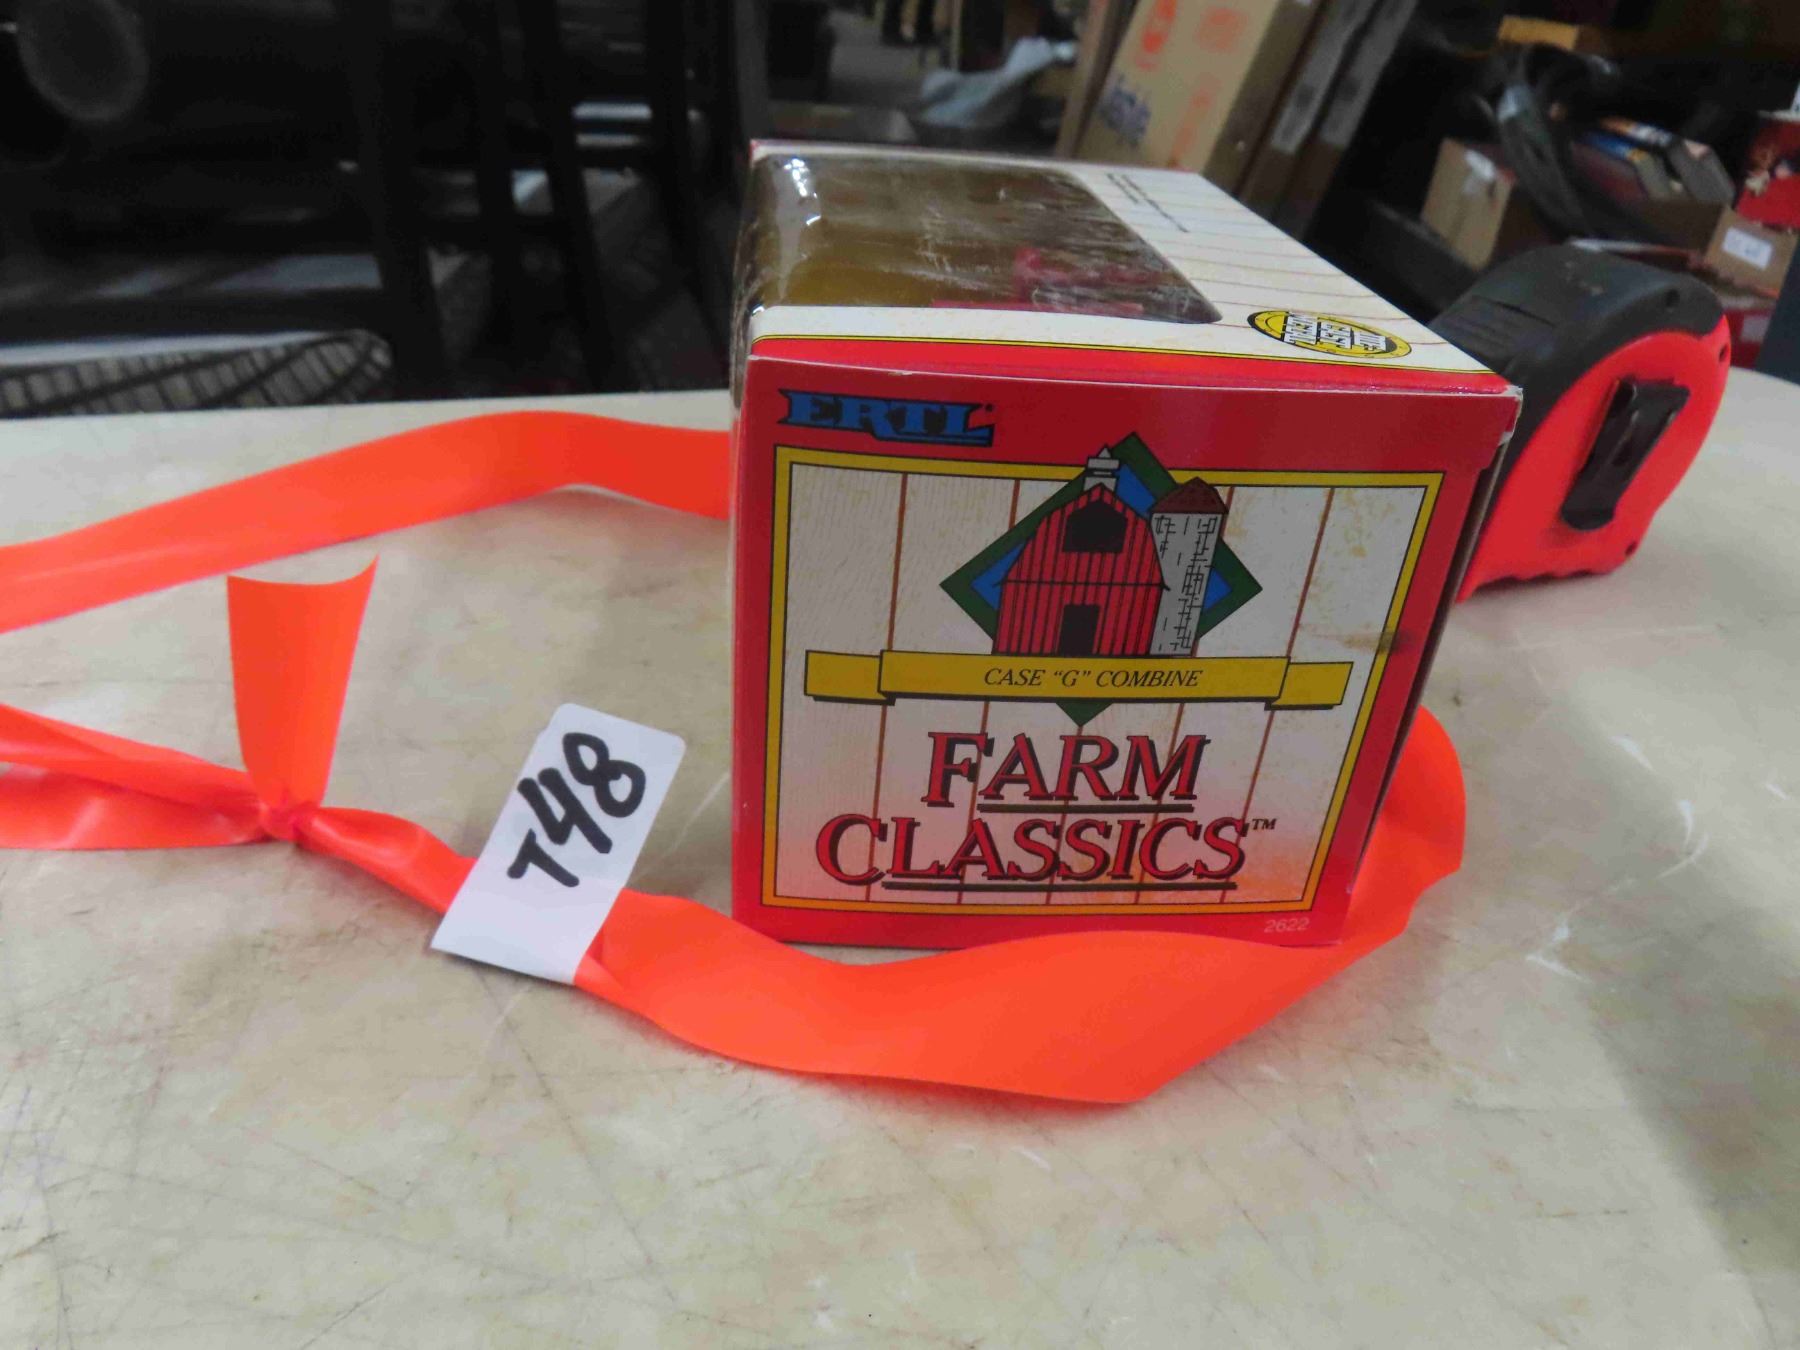 ERTL
CASE "G" COMBINE
FARM
CLASSICS™
2622
T48